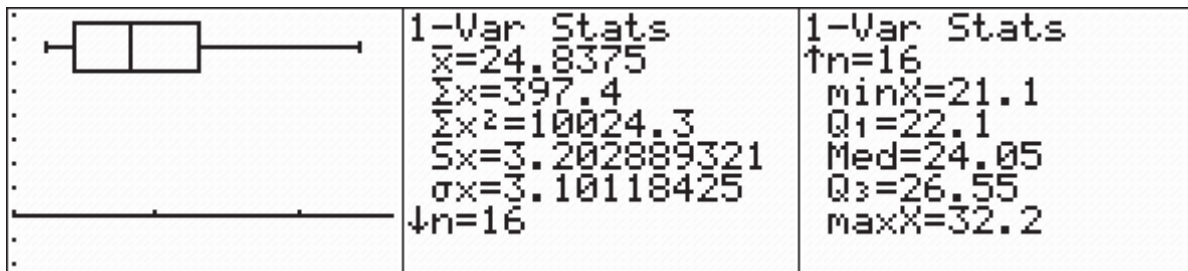 1-Var Stats
x̄=24.8375
Σx=397.4
Σx²=10024.3
Sx=3.202889321
σx=3.10118425
↓n=16
1-Var Stats
↑n=16
minX=21.1
Q₁=22.1
Med=24.05
Q₃=26.55
maxX=32.2